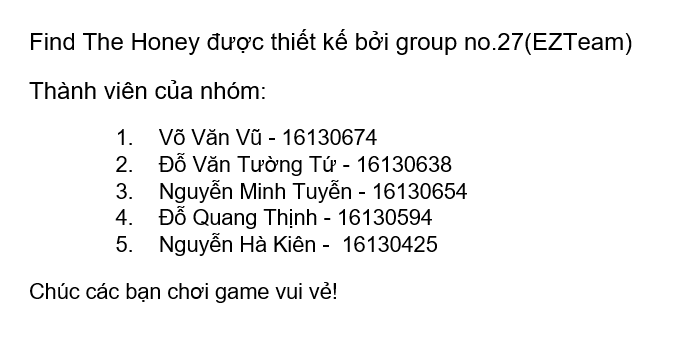 Find The Honey được thiết kế bởi group no.27(EZTeam)
Thành viên của nhóm:
1. Võ Văn Vũ - 16130674
2. Đỗ Văn Tường Tứ - 16130638
3. Nguyễn Minh Tuyễn - 16130654
4. Đỗ Quang Thịnh - 16130594
5. Nguyễn Hà Kiên -  16130425
Chúc các bạn chơi game vui vẻ!